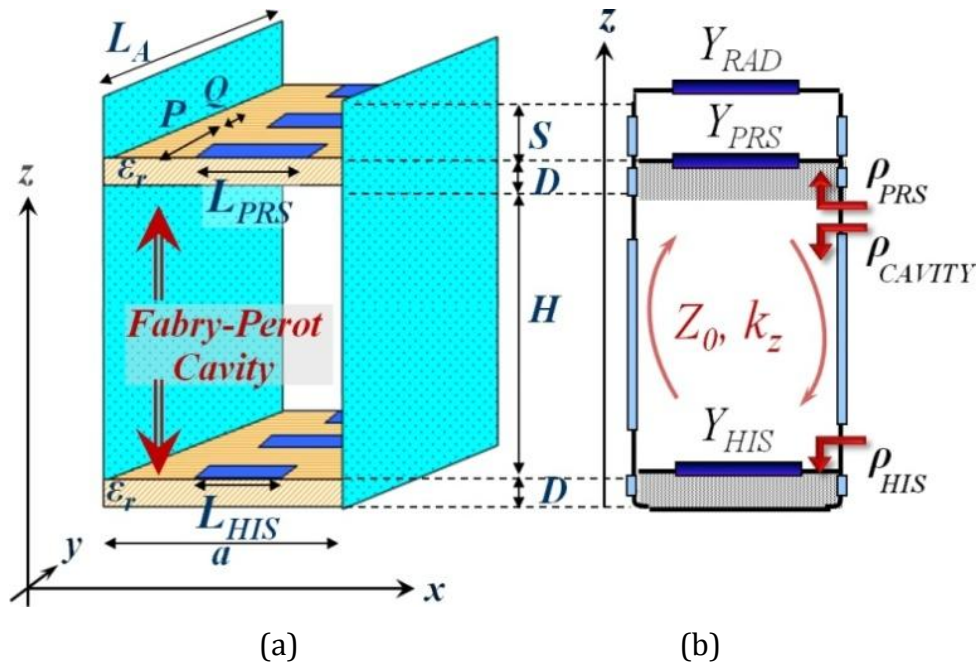 L_A
z
P
Q
ε_r
L_PRS
S
D
Fabry-Perot
Cavity
H
ε_r
L_HIS
D
a
y
x
(a)
z
Y_RAD
Y_PRS
ρ_PRS
ρ_CAVITY
Z_0, k_z
Y_HIS
ρ_HIS
(b)